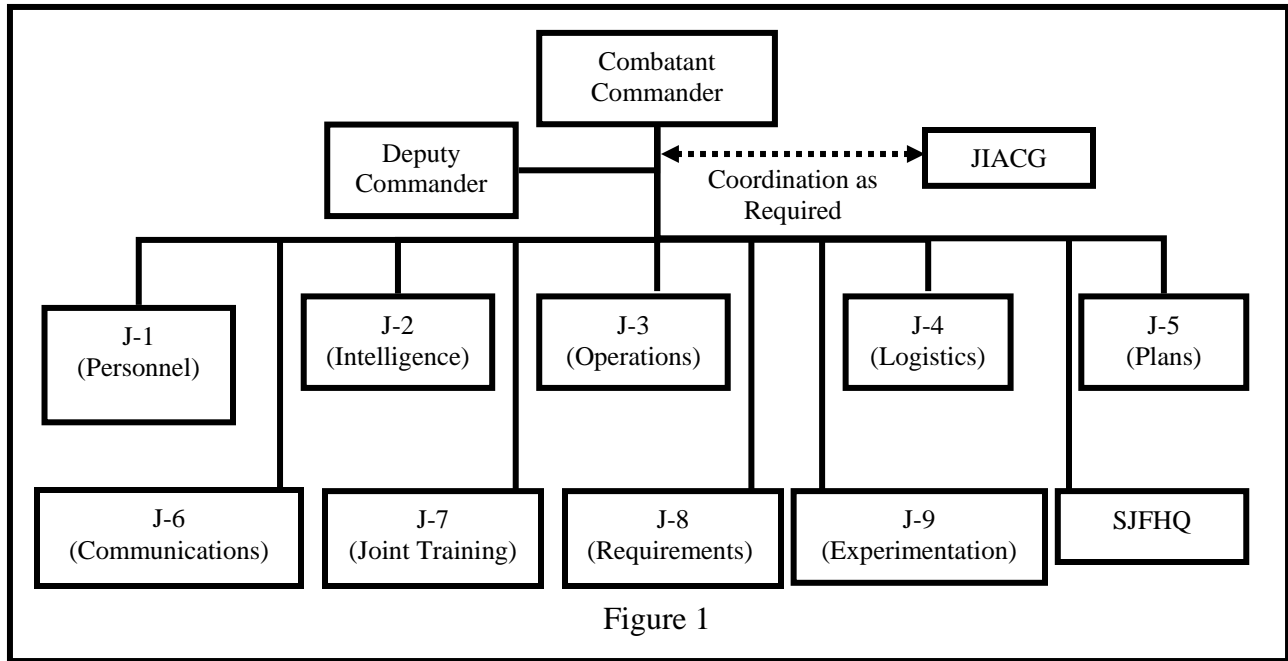 Combatant
Commander
Deputy
Commander
JIACG
Coordination as
Required
J-1
(Personnel)
J-2
(Intelligence)
J-3
(Operations)
J-4
(Logistics)
J-5
(Plans)
J-6
(Communications)
J-7
(Joint Training)
J-8
(Requirements)
J-9
(Experimentation)
SJFHQ
Figure 1